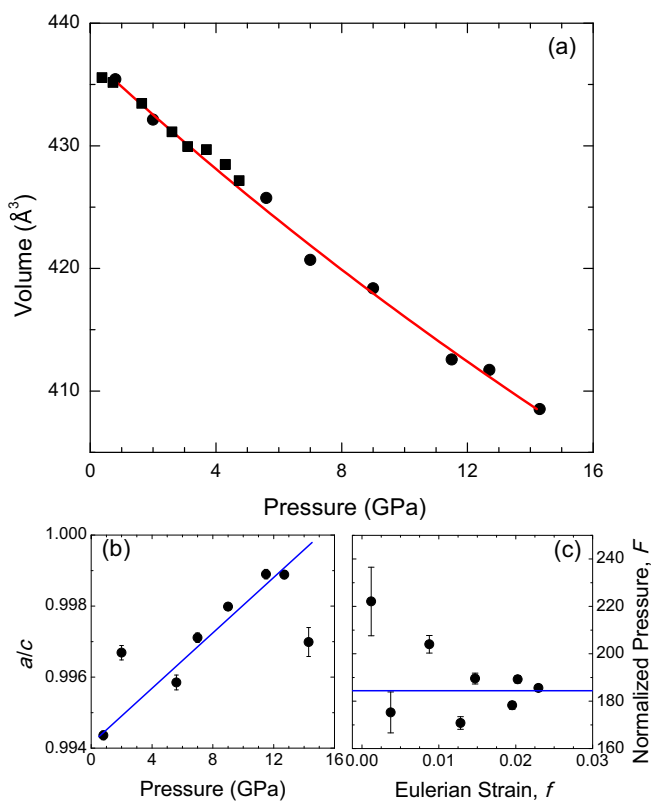 (a)
440
430
420
410
Volume (Å³)
0 4 8 12 16
Pressure (GPa)
(b)
1.000
0.998
0.996
0.994
a/c
0 4 8 12 16
Pressure (GPa)
(c)
240
220
200
180
160
Normalized Pressure, F
0.00 0.01 0.02 0.03
Eulerian Strain, f